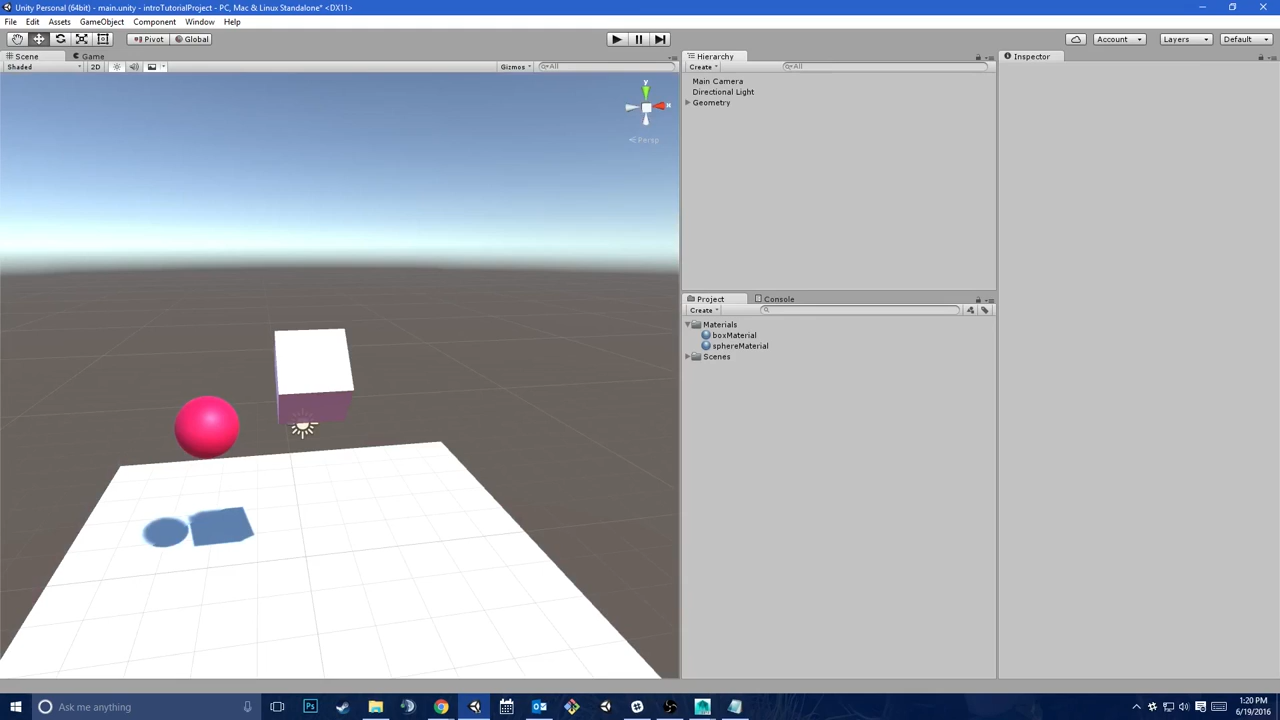 Unity Personal (64bit) - main.unity - introTutorialProject - PC, Mac & Linux Standalone* <DX11>
File Edit Assets GameObject Component Window Help
Pivot Global Account Layers Default
Scene Game Hierarchy Inspector
Shaded 2D Gizmos All Create All
Main Camera
Directional Light
Geometry
y
x
Persp
Project Console
Create
Materials
boxMaterial
sphereMaterial
Scenes
Ask me anything
1:20 PM
6/19/2016